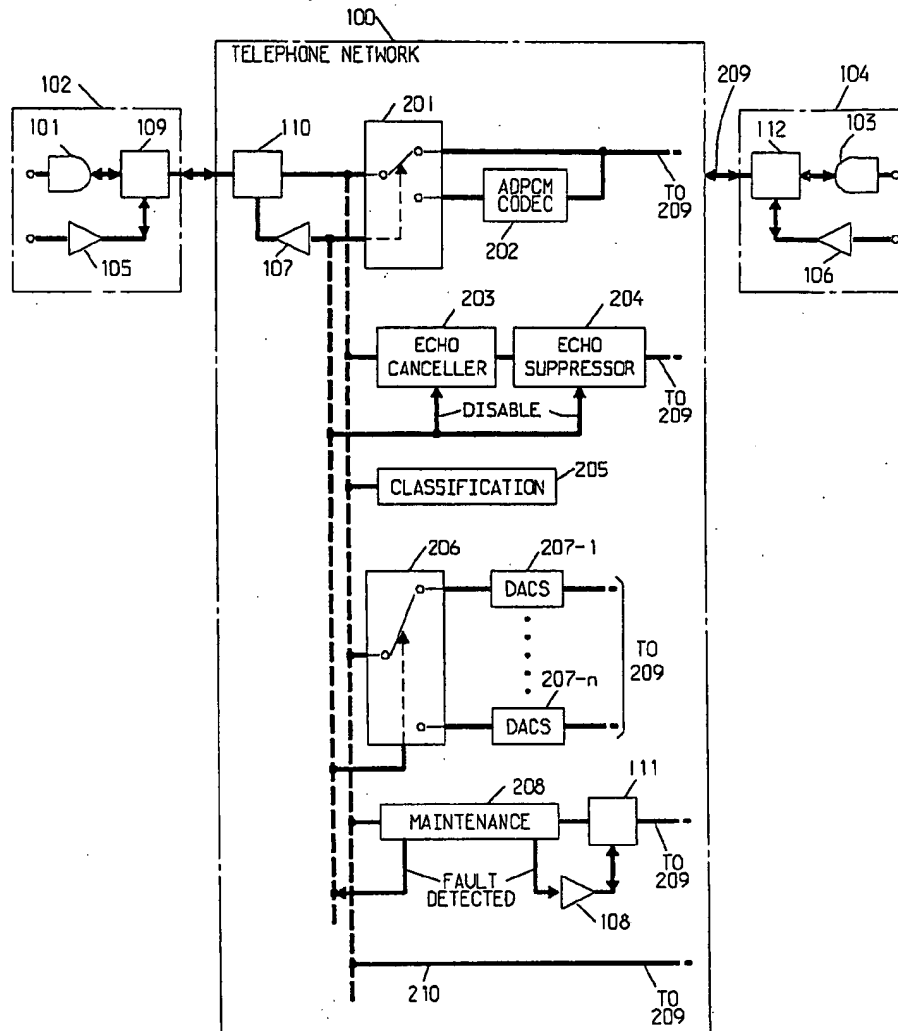 100
TELEPHONE NETWORK
102
101
109
105
110
107
201
ADPCM
CODEC
202
TO
209
209
104
112
103
106
203
204
ECHO
CANCELLER
ECHO
SUPPRESSOR
TO
209
DISABLE
205
CLASSIFICATION
206
207-1
DACS
TO
209
207-n
DACS
208
111
MAINTENANCE
TO
209
FAULT
DETECTED
108
210
TO
209